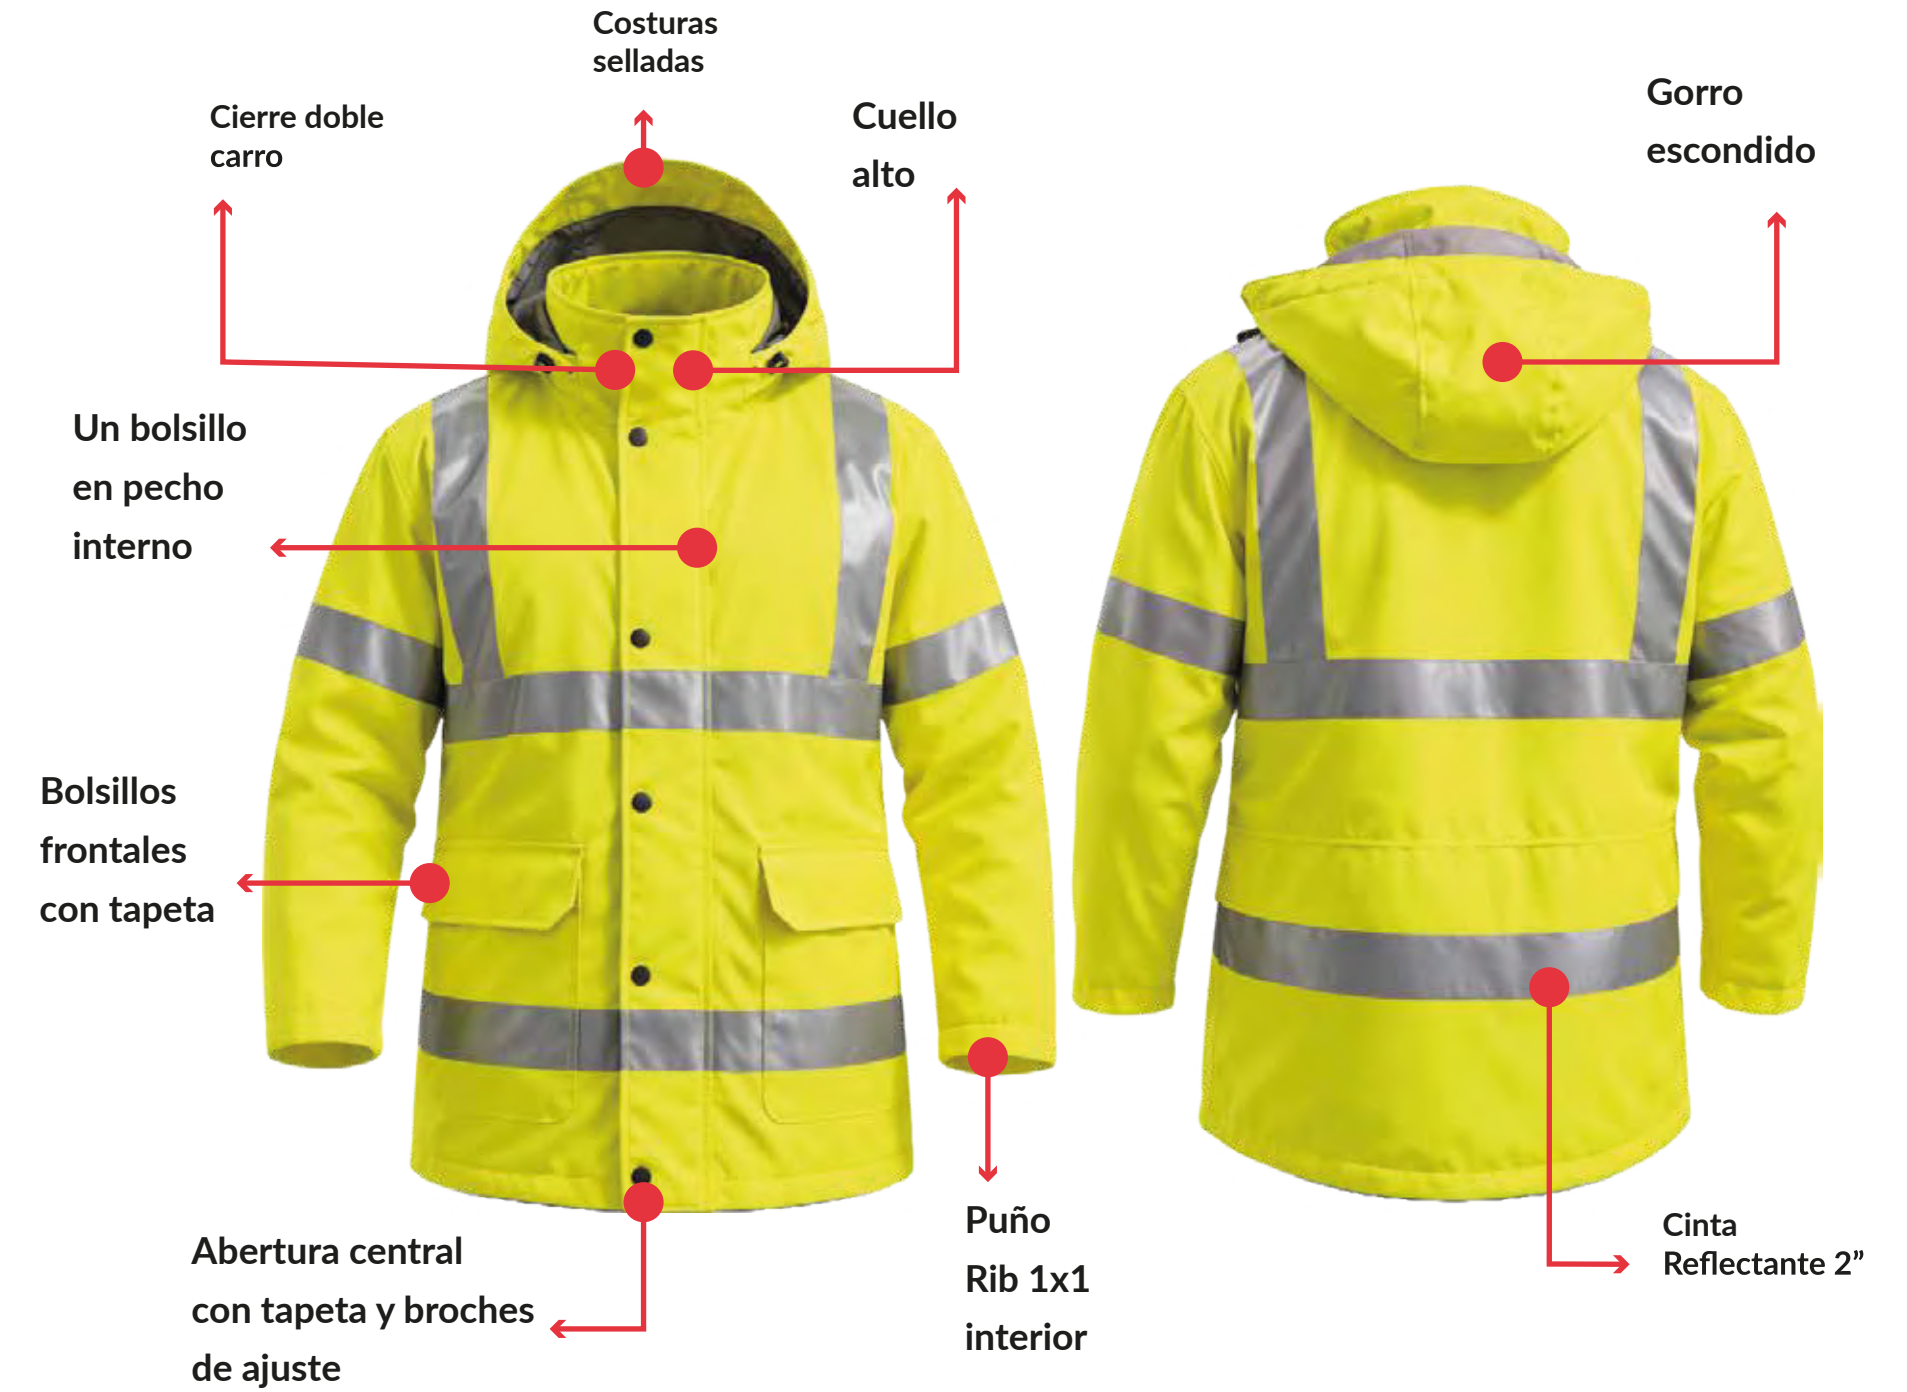 Costuras
selladas
Cierre doble
carro
Cuello
alto
Gorro
escondido
Un bolsillo
en pecho
interno
Bolsillos
frontales
con tapeta
Abertura central
con tapeta y broches
de ajuste
Puño
Rib 1x1
interior
Cinta
Reflectante 2”